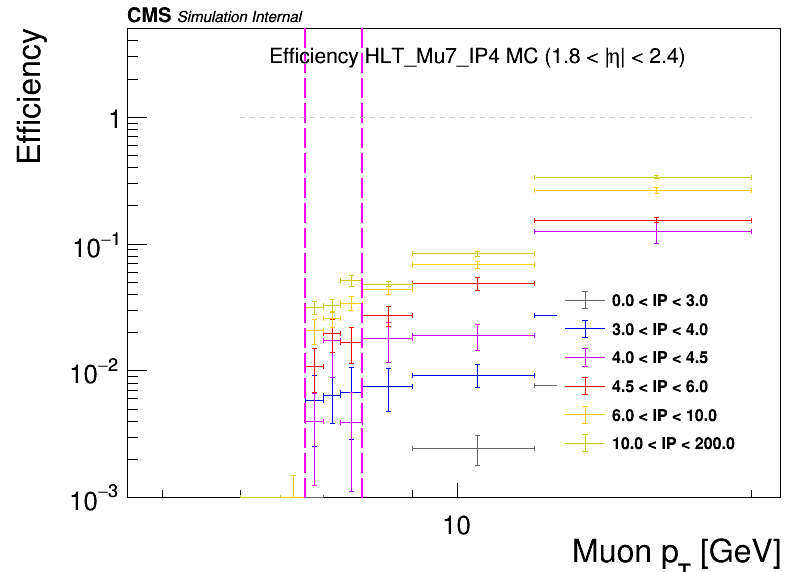 CMS Simulation Internal
Efficiency HLT_Mu7_IP4 MC (1.8 < |η| < 2.4)
Efficiency
1
10−1
10−2
10−3
0.0 < IP < 3.0
3.0 < IP < 4.0
4.0 < IP < 4.5
4.5 < IP < 6.0
6.0 < IP < 10.0
10.0 < IP < 200.0
10
Muon pT [GeV]